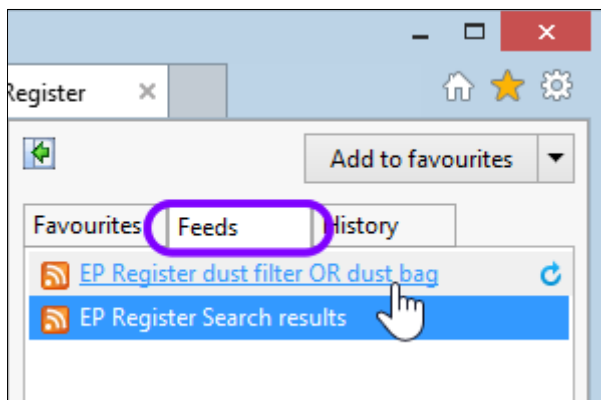 Register
Add to favourites
Favourites Feeds History
EP Register dust filter OR dust bag
EP Register Search results